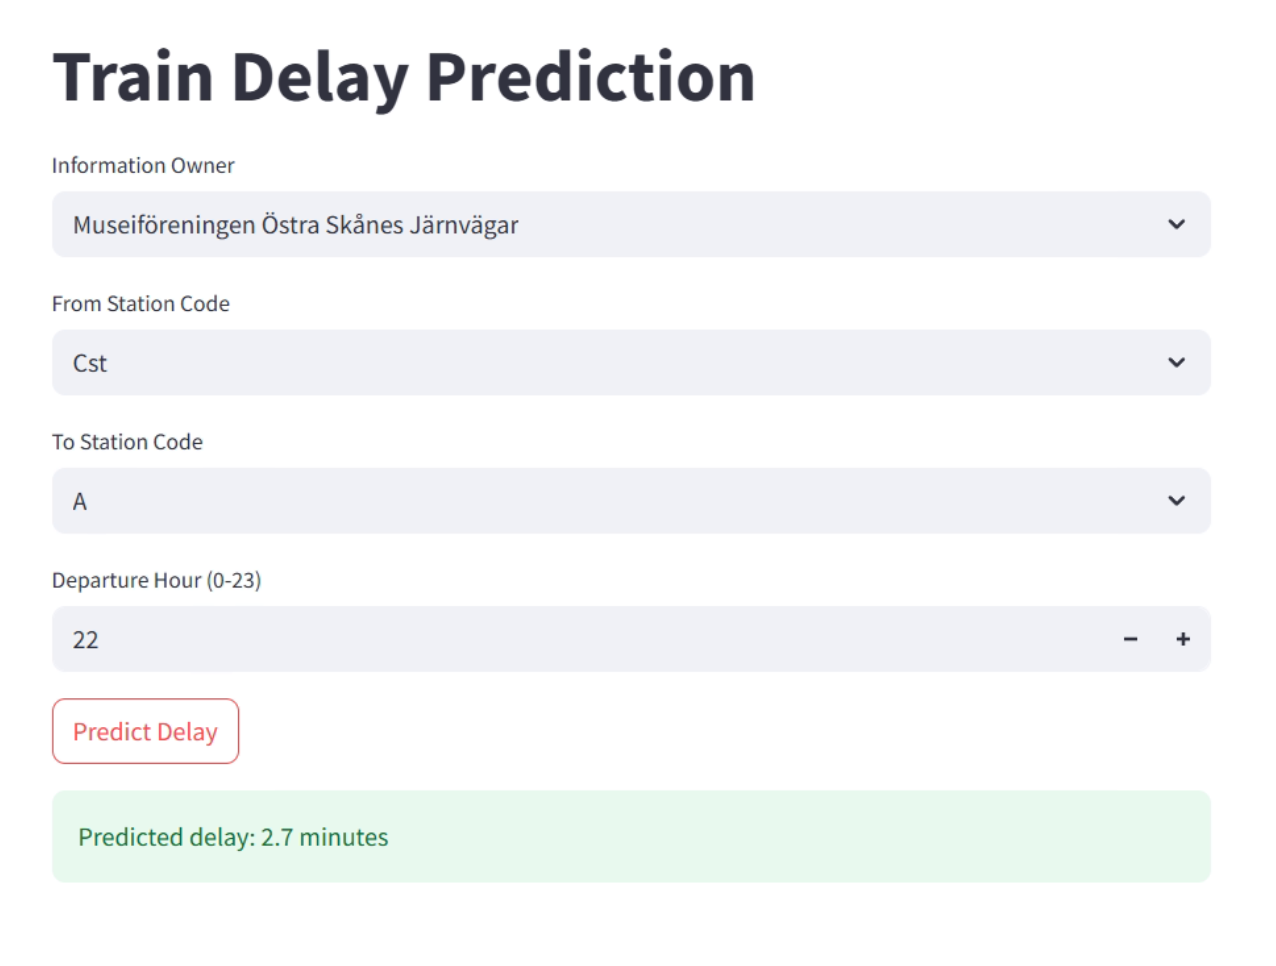 Train Delay Prediction
Information Owner
Museiföreningen Östra Skånes Järnvägar
From Station Code
Cst
To Station Code
A
Departure Hour (0-23)
22
Predict Delay
Predicted delay: 2.7 minutes